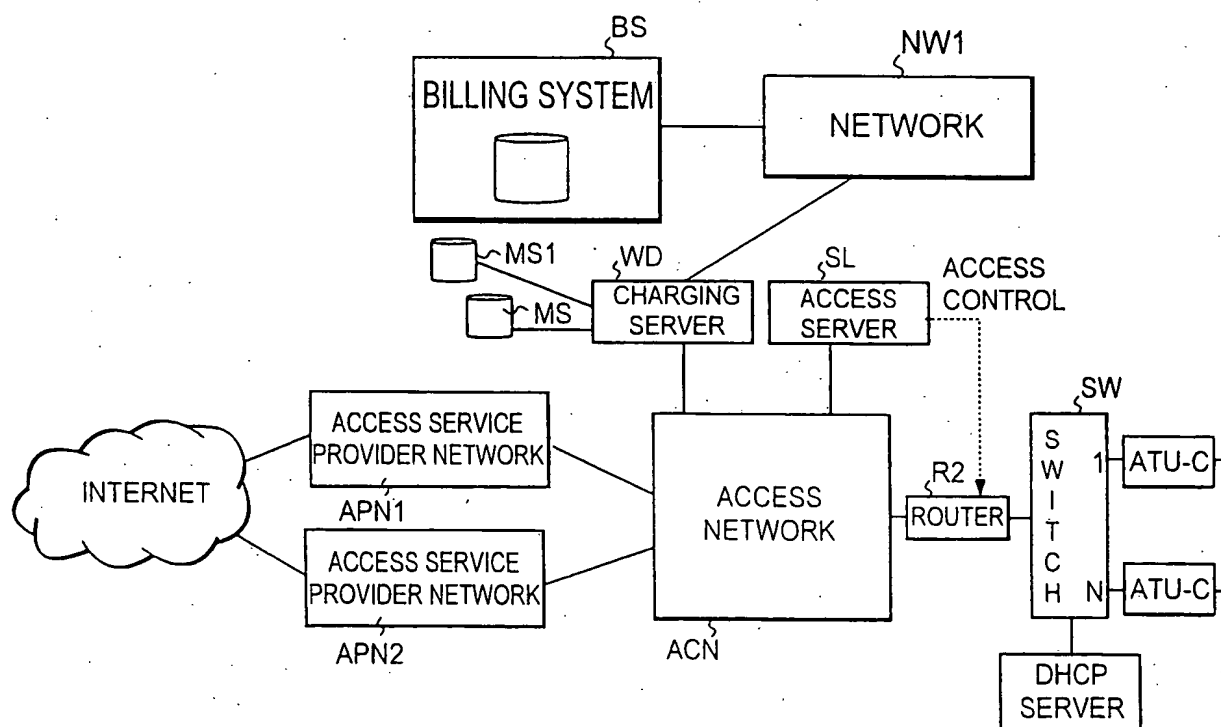 BS
NW1
BILLING SYSTEM
NETWORK
MS1
WD
SL
ACCESS
CONTROL
MS
CHARGING
SERVER
ACCESS
SERVER
SW
ACCESS SERVICE
PROVIDER NETWORK
APN1
INTERNET
ACCESS
NETWORK
R2
ROUTER
SWITCH
1
ATU-C
N
ATU-C
ACCESS SERVICE
PROVIDER NETWORK
APN2
ACN
DHCP
SERVER